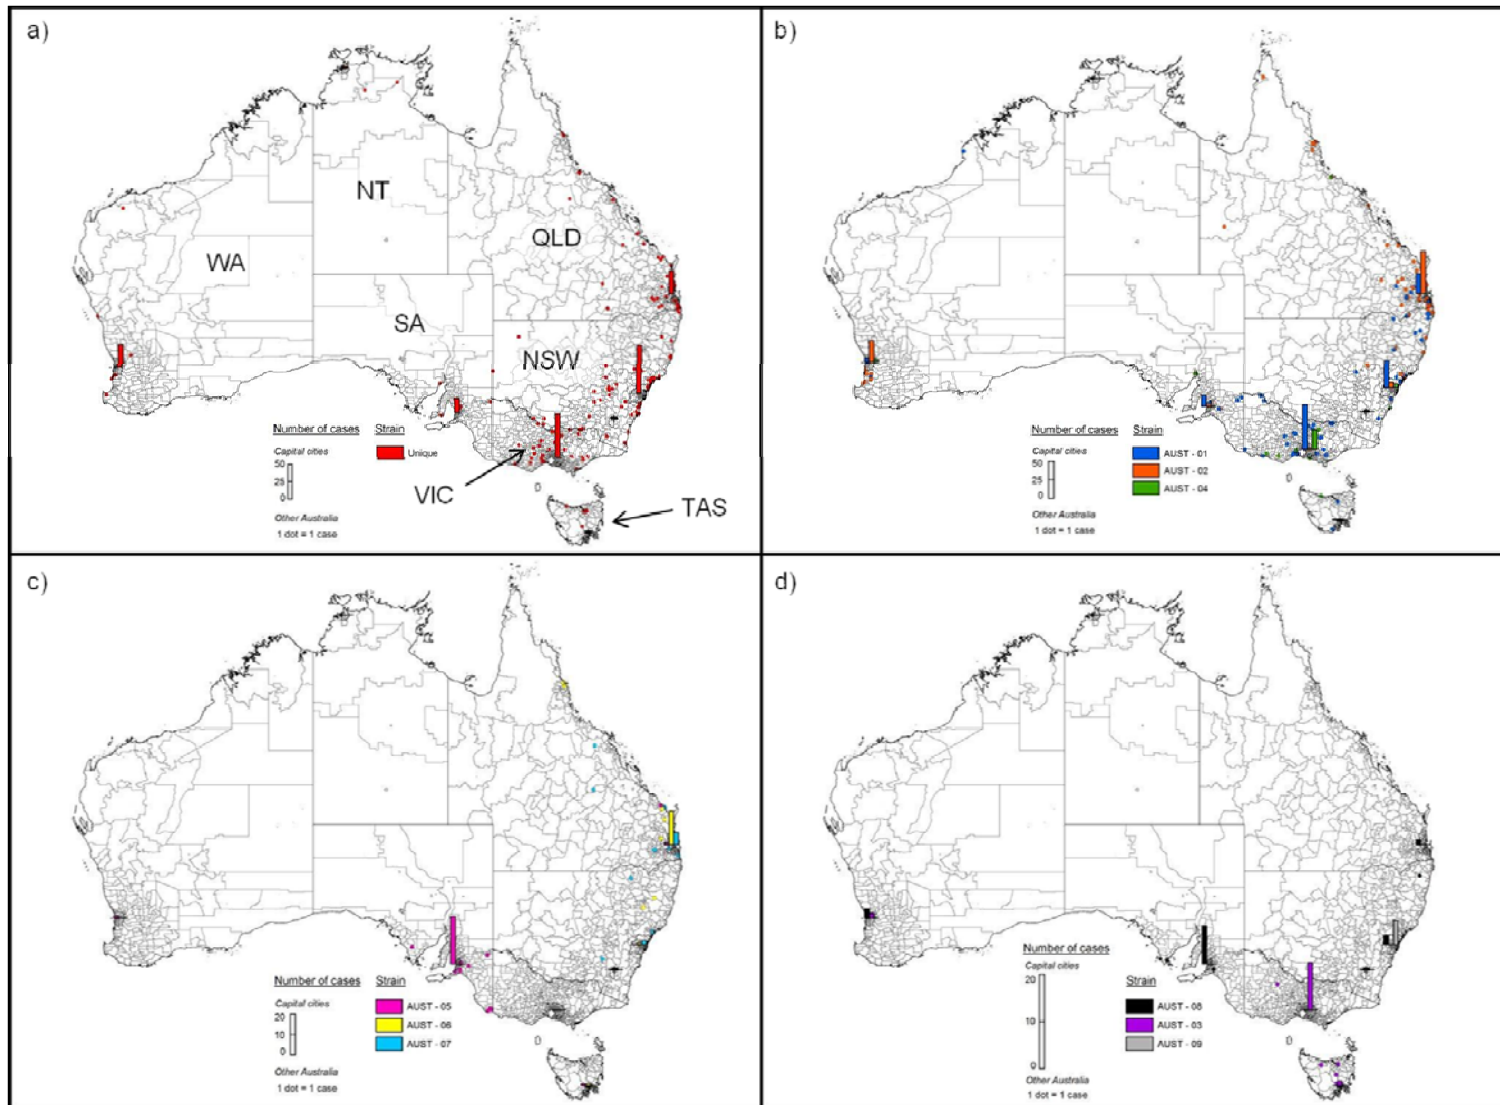 a)
NT
QLD
WA
SA
NSW
Number of cases Strain
Capital cities
50
25
0
Unique
Other Australia
1 dot = 1 case
VIC
TAS
b)
Number of cases Strain
Capital cities
50
25
0
AUST - 01
AUST - 02
AUST - 04
Other Australia
1 dot = 1 case
c)
Number of cases Strain
Capital cities
20
10
0
AUST - 05
AUST - 06
AUST - 07
Other Australia
1 dot = 1 case
d)
Number of cases
Capital cities
Strain
20
10
0
AUST - 08
AUST - 03
AUST - 09
Other Australia
1 dot = 1 case